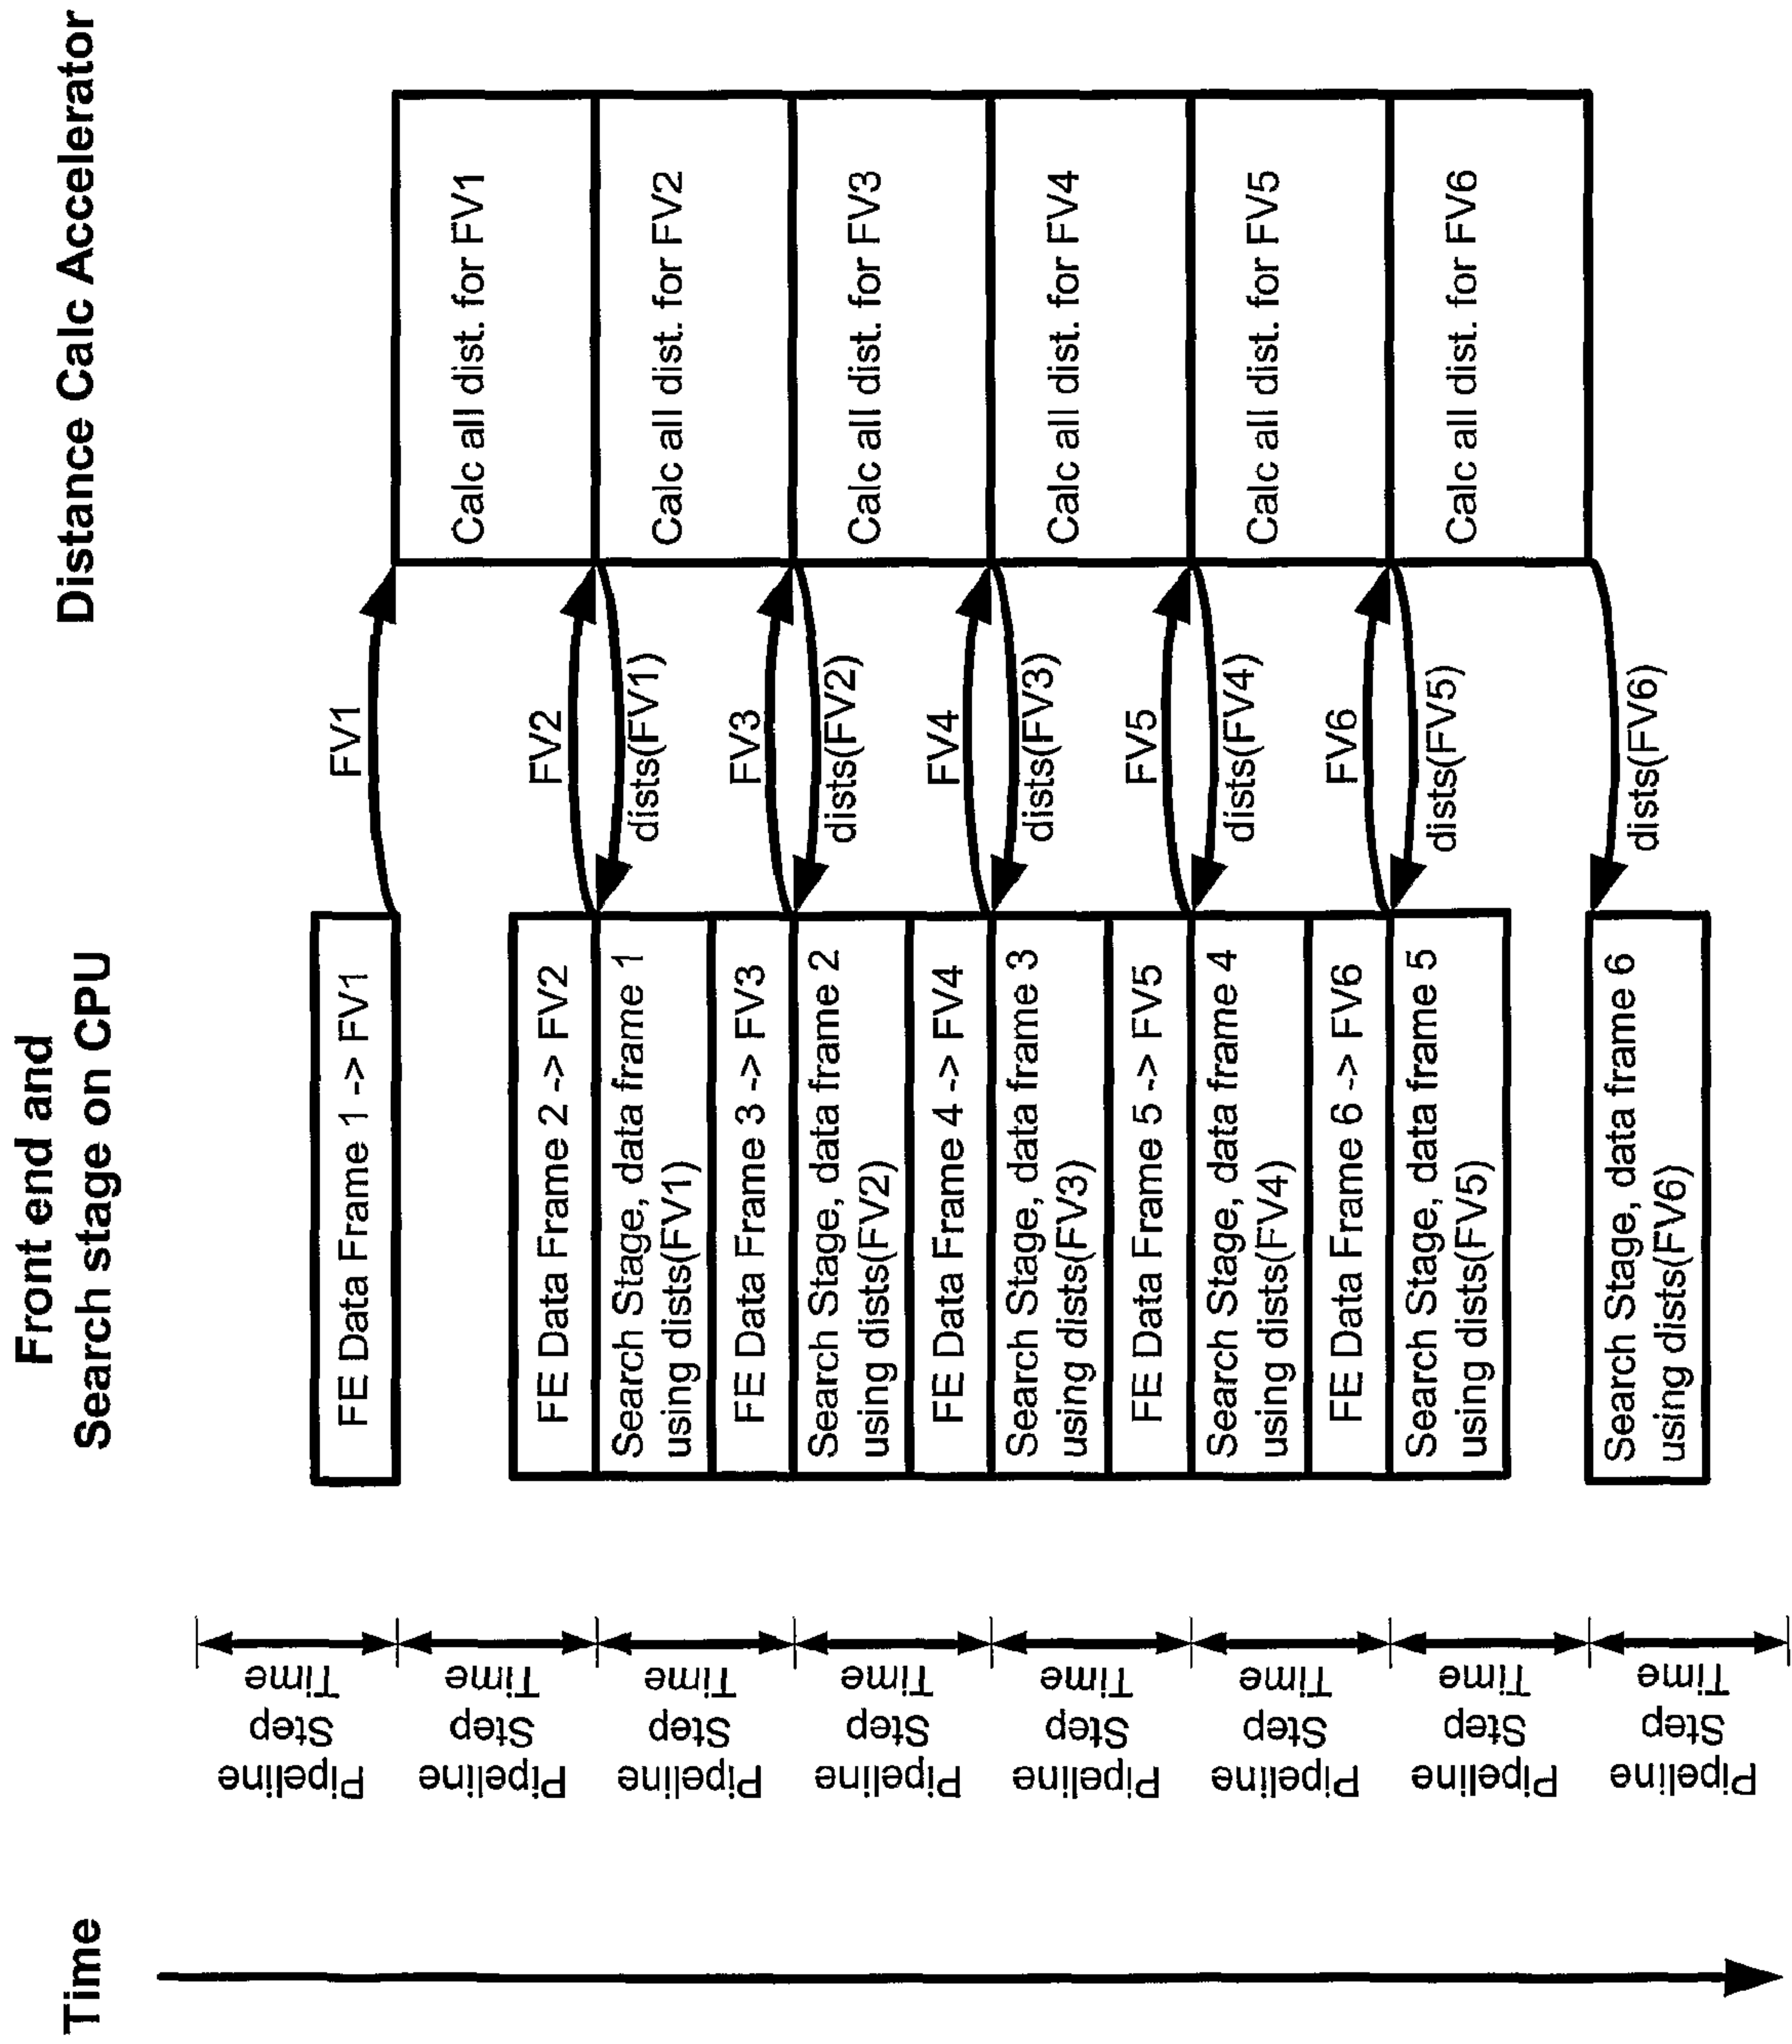 Time
Front end and
Search stage on CPU
Distance Calc Accelerator
Pipeline
Step
Time
Pipeline
Step
Time
Pipeline
Step
Time
Pipeline
Step
Time
Pipeline
Step
Time
Pipeline
Step
Time
Pipeline
Step
Time
Pipeline
Step
Time
FE Data Frame 1 -> FV1
FE Data Frame 2 -> FV2
Search Stage, data frame 1
using dists(FV1)
FE Data Frame 3 -> FV3
Search Stage, data frame 2
using dists(FV2)
FE Data Frame 4 -> FV4
Search Stage, data frame 3
using dists(FV3)
FE Data Frame 5 -> FV5
Search Stage, data frame 4
using dists(FV4)
FE Data Frame 6 -> FV6
Search Stage, data frame 5
using dists(FV5)
Search Stage, data frame 6
using dists(FV6)
FV1
FV2
dists(FV1)
FV3
dists(FV2)
FV4
dists(FV3)
FV5
dists(FV4)
FV6
dists(FV5)
dists(FV6)
Calc all dist. for FV1
Calc all dist. for FV2
Calc all dist. for FV3
Calc all dist. for FV4
Calc all dist. for FV5
Calc all dist. for FV6